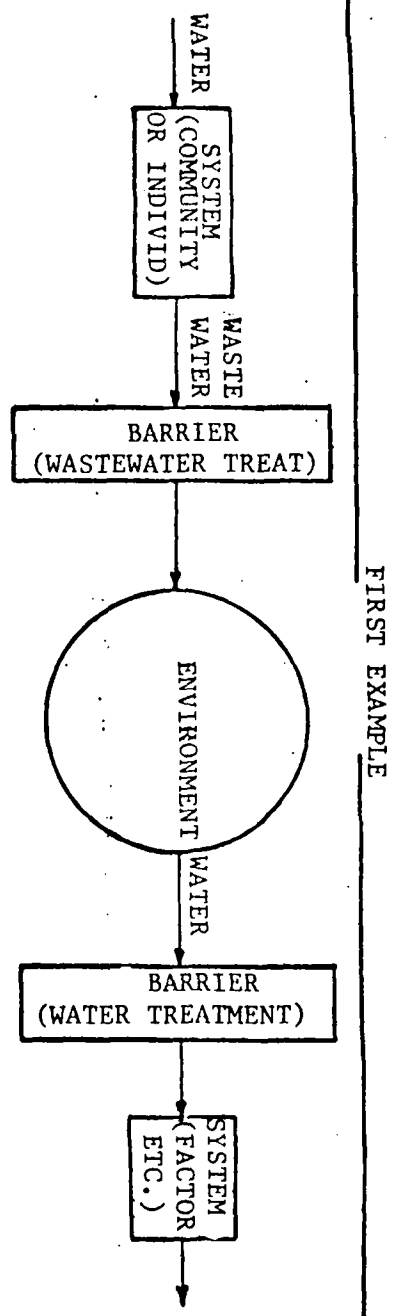 FIRST EXAMPLE
WATER
SYSTEM
(COMMUNITY
OR INDIVID)
WASTE
WATER
BARRIER
(WASTEWATER TREAT)
ENVIRONMENT
WATER
BARRIER
(WATER TREATMENT)
SYSTEM
(FACTOR
ETC.)